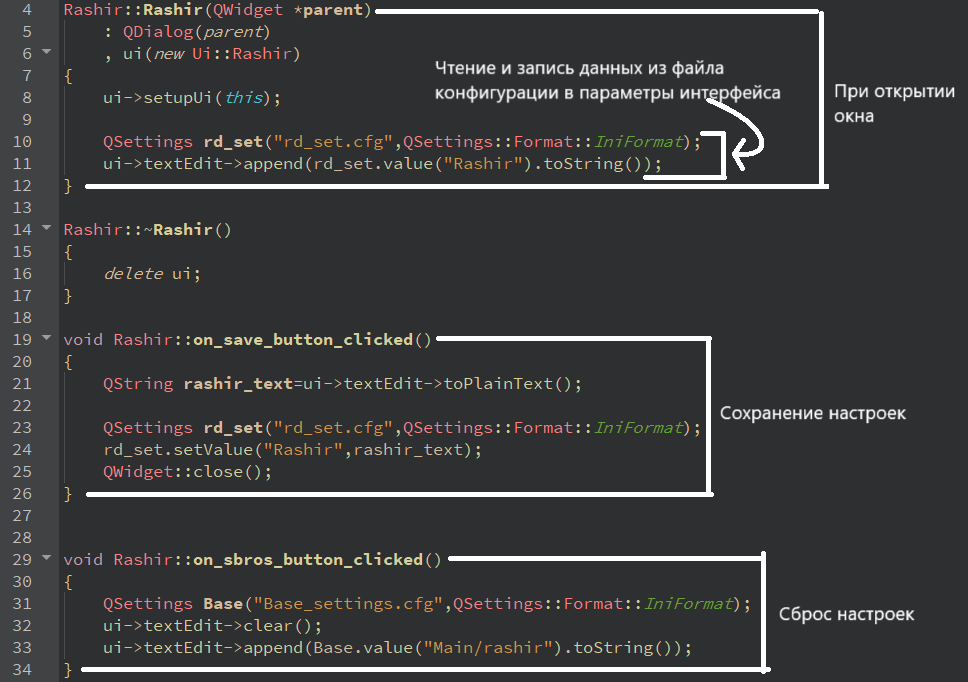 4 Rashir::Rashir(QWidget *parent)
5     : QDialog(parent)
6     , ui(new Ui::Rashir)
7 {
Чтение и запись данных из файла
8     ui->setupUi(this);
конфигурации в параметры интерфейса
При открытии
окна
9
10     QSettings rd_set("rd_set.cfg",QSettings::Format::IniFormat);
11     ui->textEdit->append(rd_set.value("Rashir").toString());
12 }
13
14 Rashir::~Rashir()
15 {
16     delete ui;
17 }
18
19 void Rashir::on_save_button_clicked()
20 {
21     QString rashir_text=ui->textEdit->toPlainText();
22
Сохранение настроек
23     QSettings rd_set("rd_set.cfg",QSettings::Format::IniFormat);
24     rd_set.setValue("Rashir",rashir_text);
25     QWidget::close();
26 }
27
28
29 void Rashir::on_sbros_button_clicked()
30 {
31     QSettings Base("Base_settings.cfg",QSettings::Format::IniFormat);
Сброс настроек
32     ui->textEdit->clear();
33     ui->textEdit->append(Base.value("Main/rashir").toString());
34 }